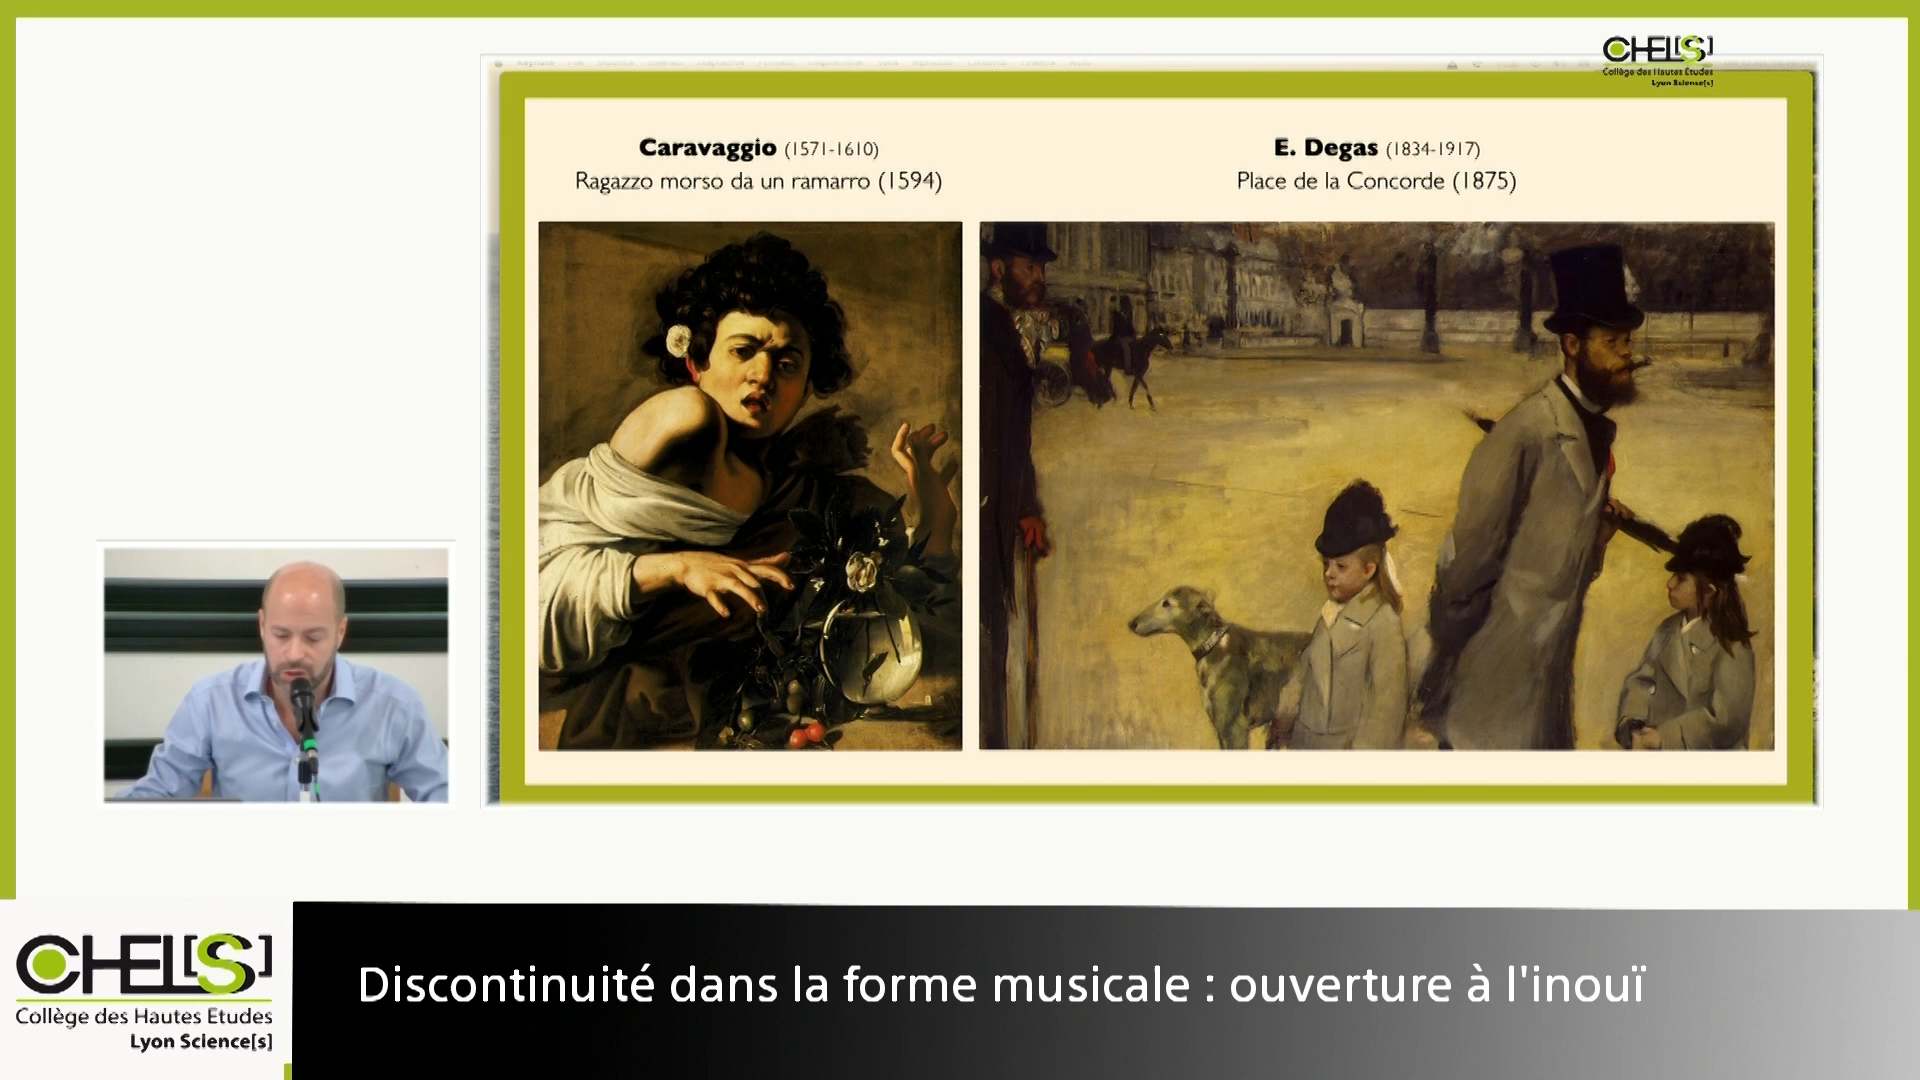 CHEL[S]
Collège des Hautes Etudes
Lyon Science[s]
Caravaggio (1571-1610)
Ragazzo morso da un ramarro (1594)
E. Degas (1834-1917)
Place de la Concorde (1875)
CHEL[S]
Collège des Hautes Etudes
Lyon Science[s]
Discontinuité dans la forme musicale : ouverture à l'inouï